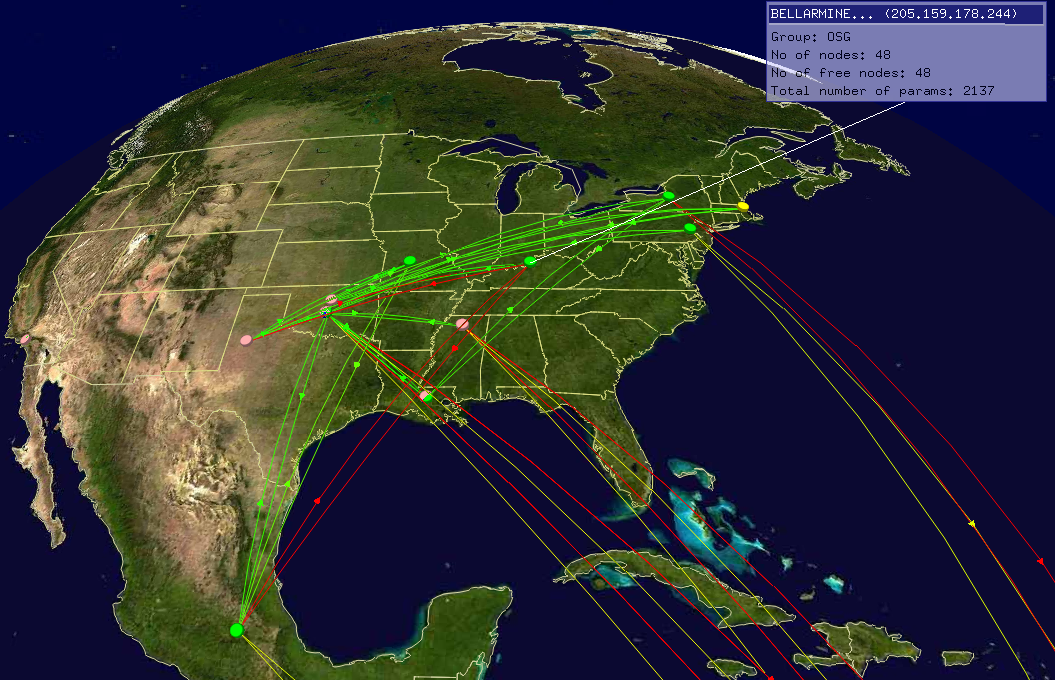 BELLARMINE... (205.159.178.244)
Group: OSG
No of nodes: 48
No of free nodes: 48
Total number of params: 2137